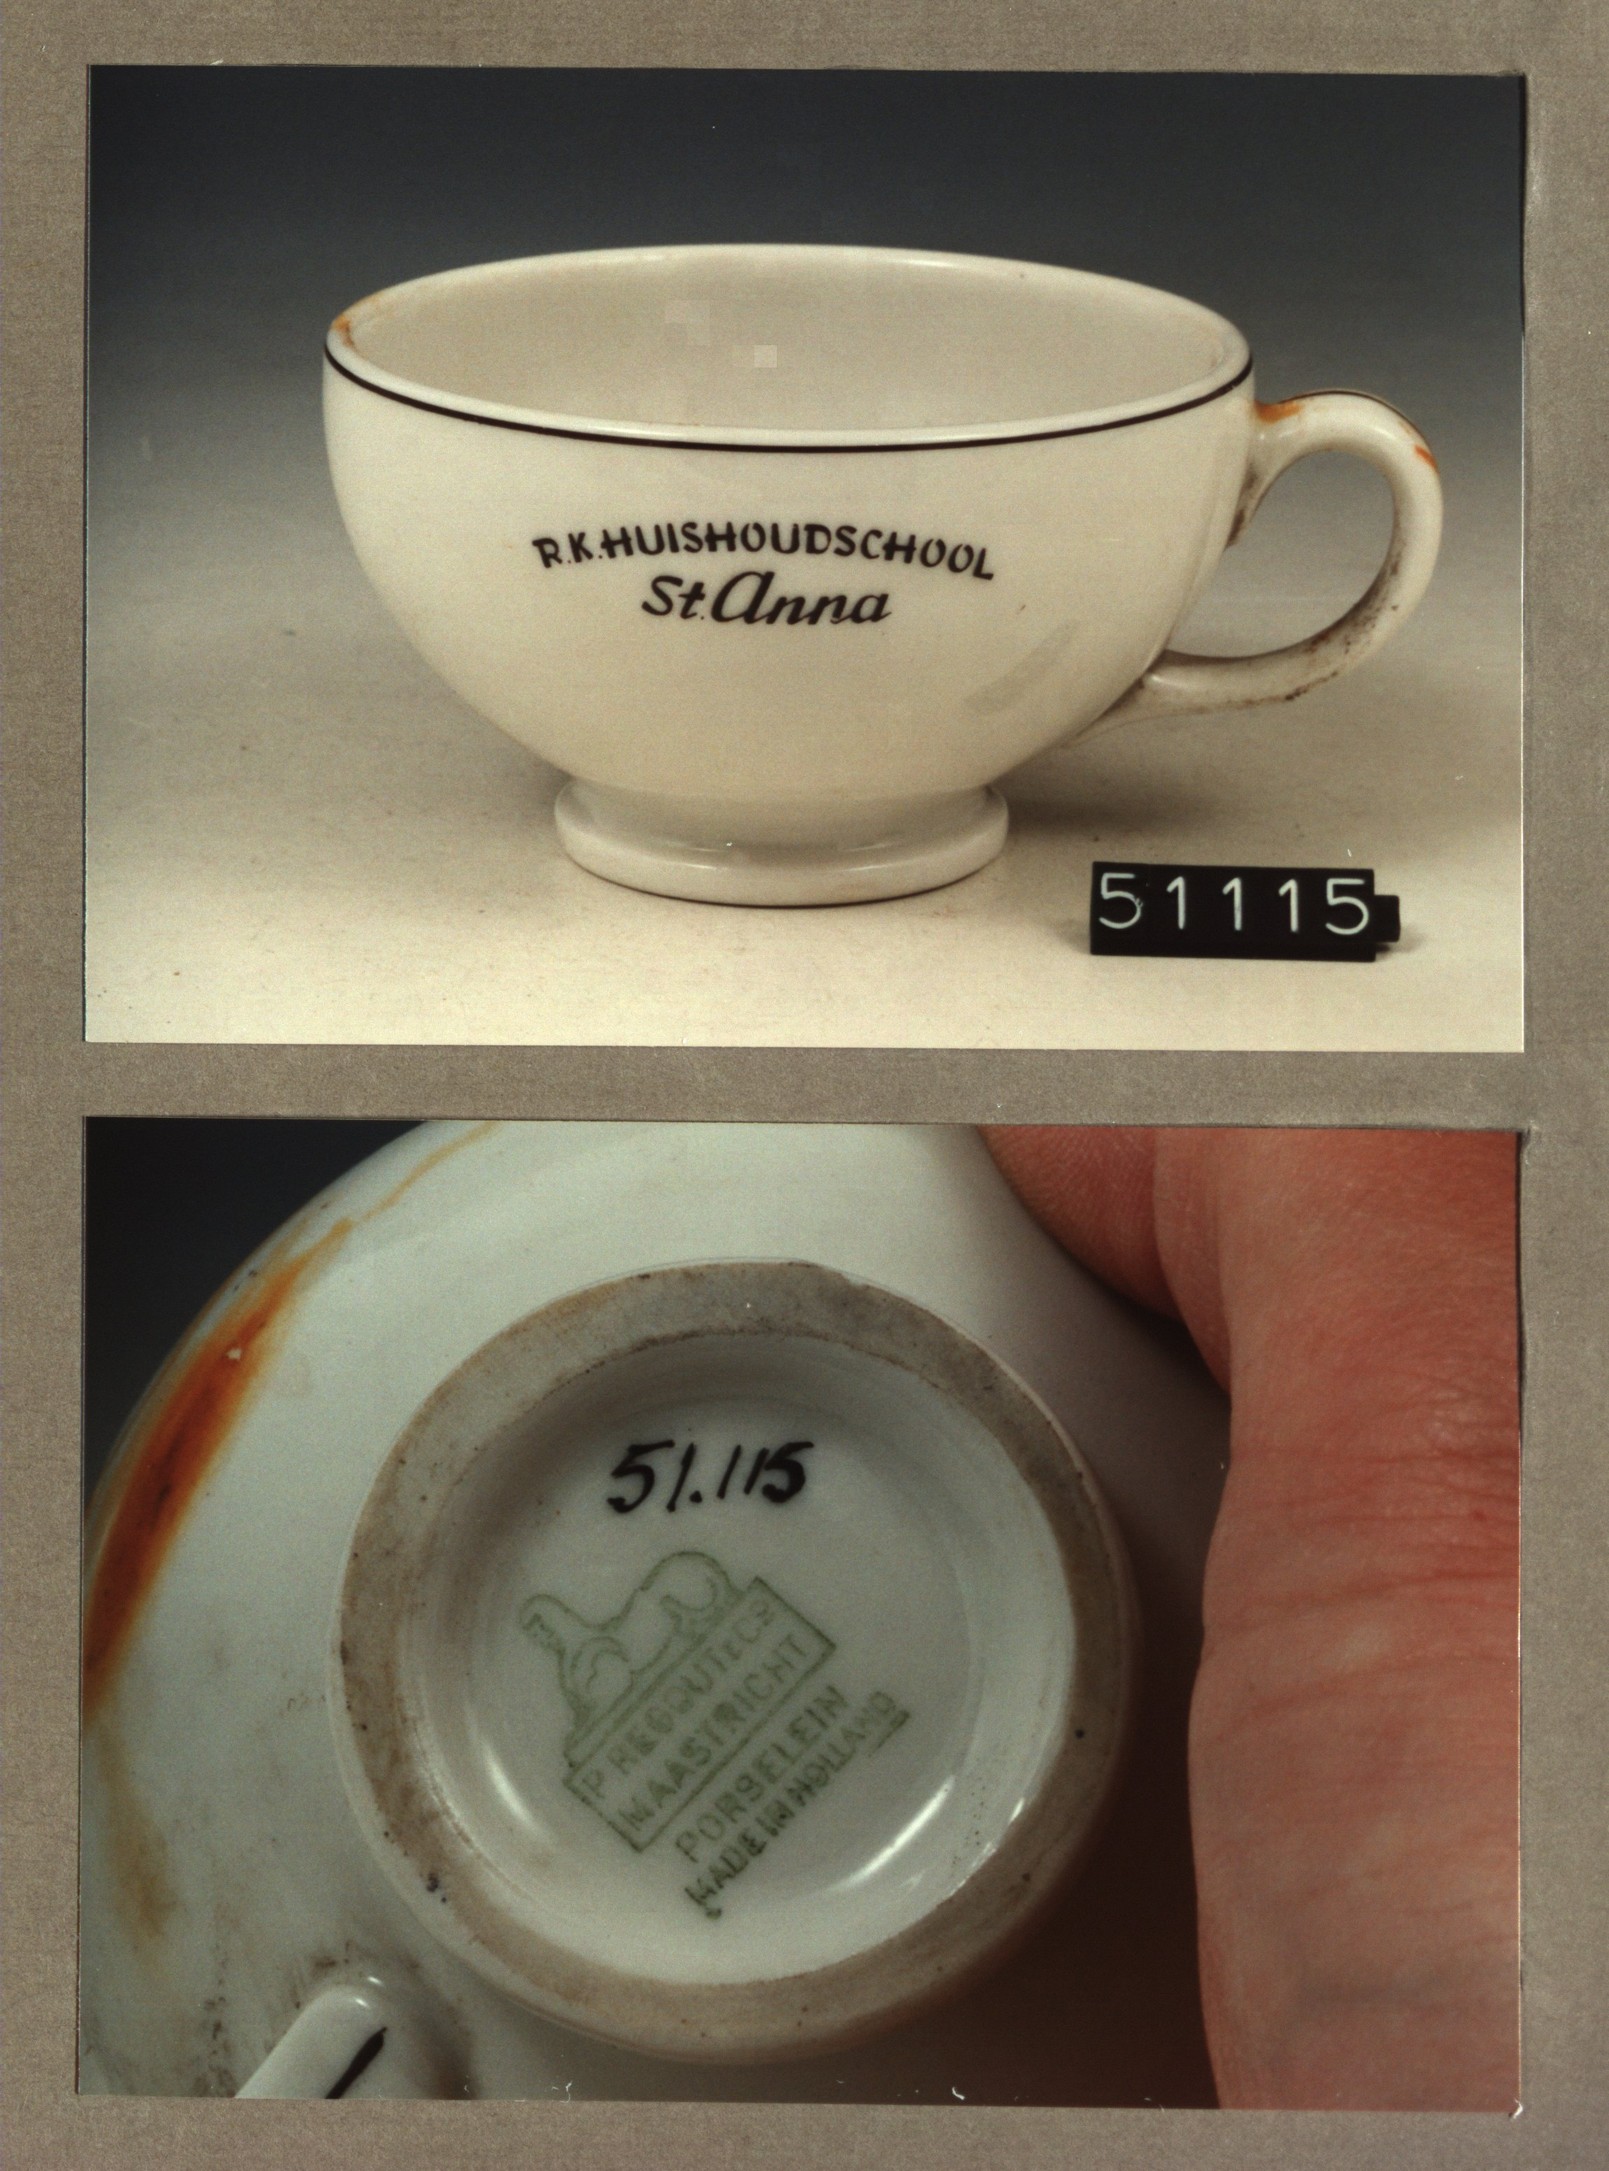 R.K. HUISHOUDSCHOOL
St. Anna
51115
51.115
P REGOUT & Co
MAASTRICHT
PORSELEIN
MADE IN HOLLAND